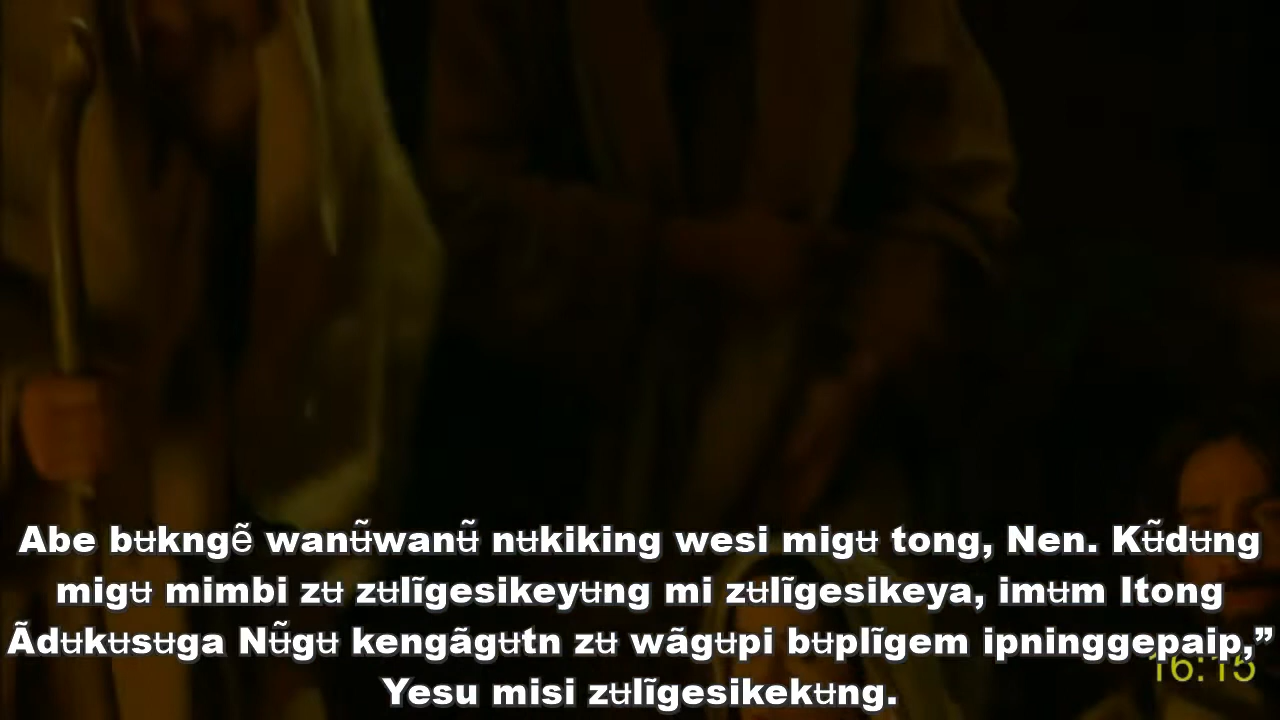 Abe bʉkngẽ wanʉ̃wanʉ̃ nʉkiking wesi migʉ tong, Nen. Kʉ̃dʉng
migʉ mimbi zʉ zʉlĩgesikeyʉng mi zʉlĩgesikeya, imʉm Itong
Ãdʉkʉsʉga Nʉ̃gʉ kengãgʉtn zʉ wãgʉpi bʉplĩgem ipninggepaip,”
16:15
Yesu misi zʉlĩgesikekʉng.